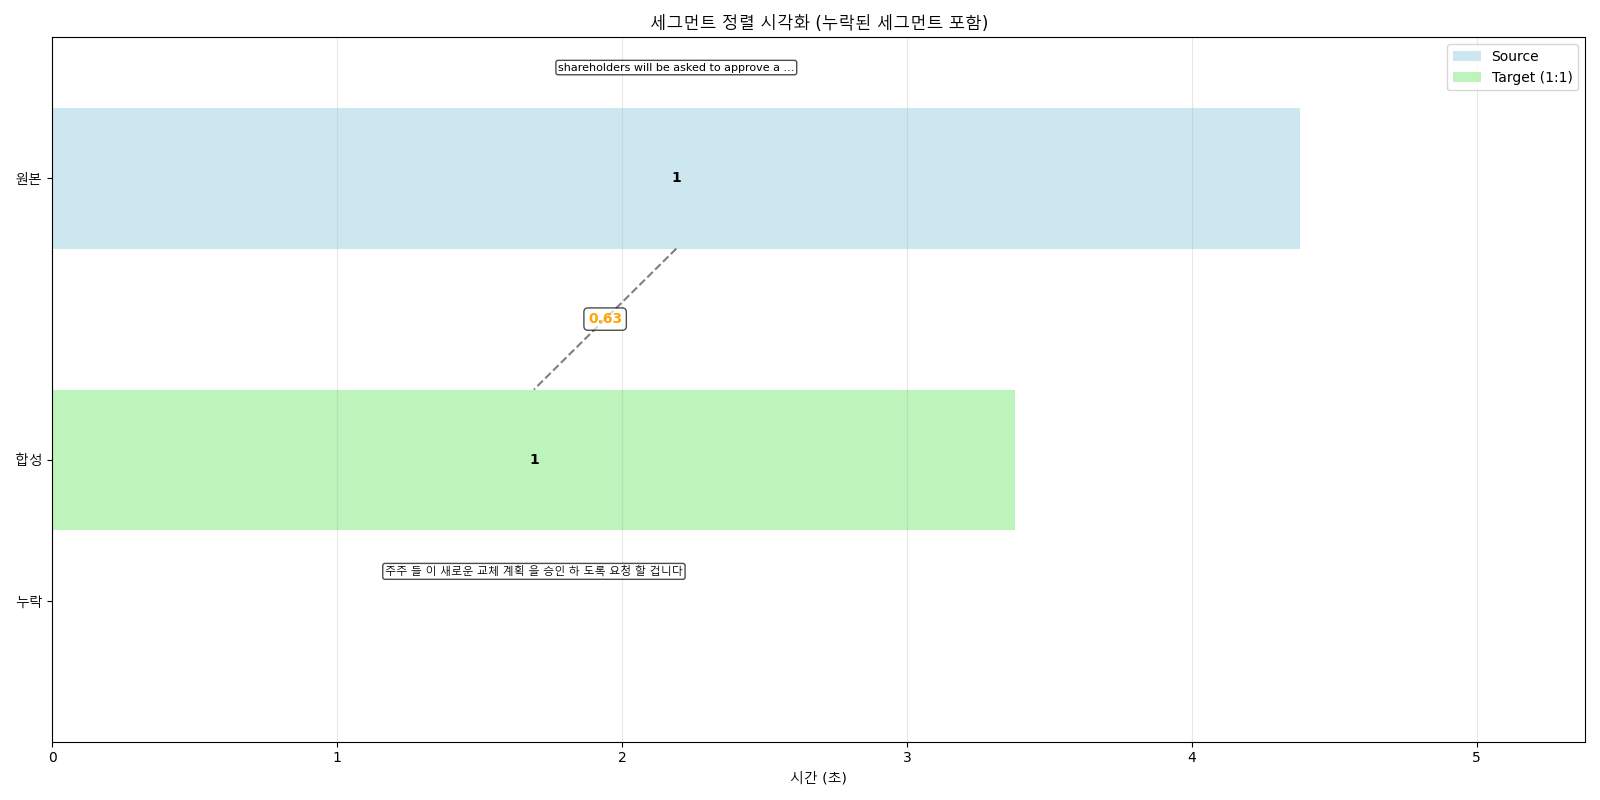 세그먼트 정렬 시각화 (누락된 세그먼트 포함)
shareholders will be asked to approve a ...
Source
Target (1:1)
원본
1
0.63
합성
1
주주 들 이 새로운 교체 계획 을 승인 하 도록 요청 할 겁니다
누락
0 1 2 3 4 5
시간 (초)